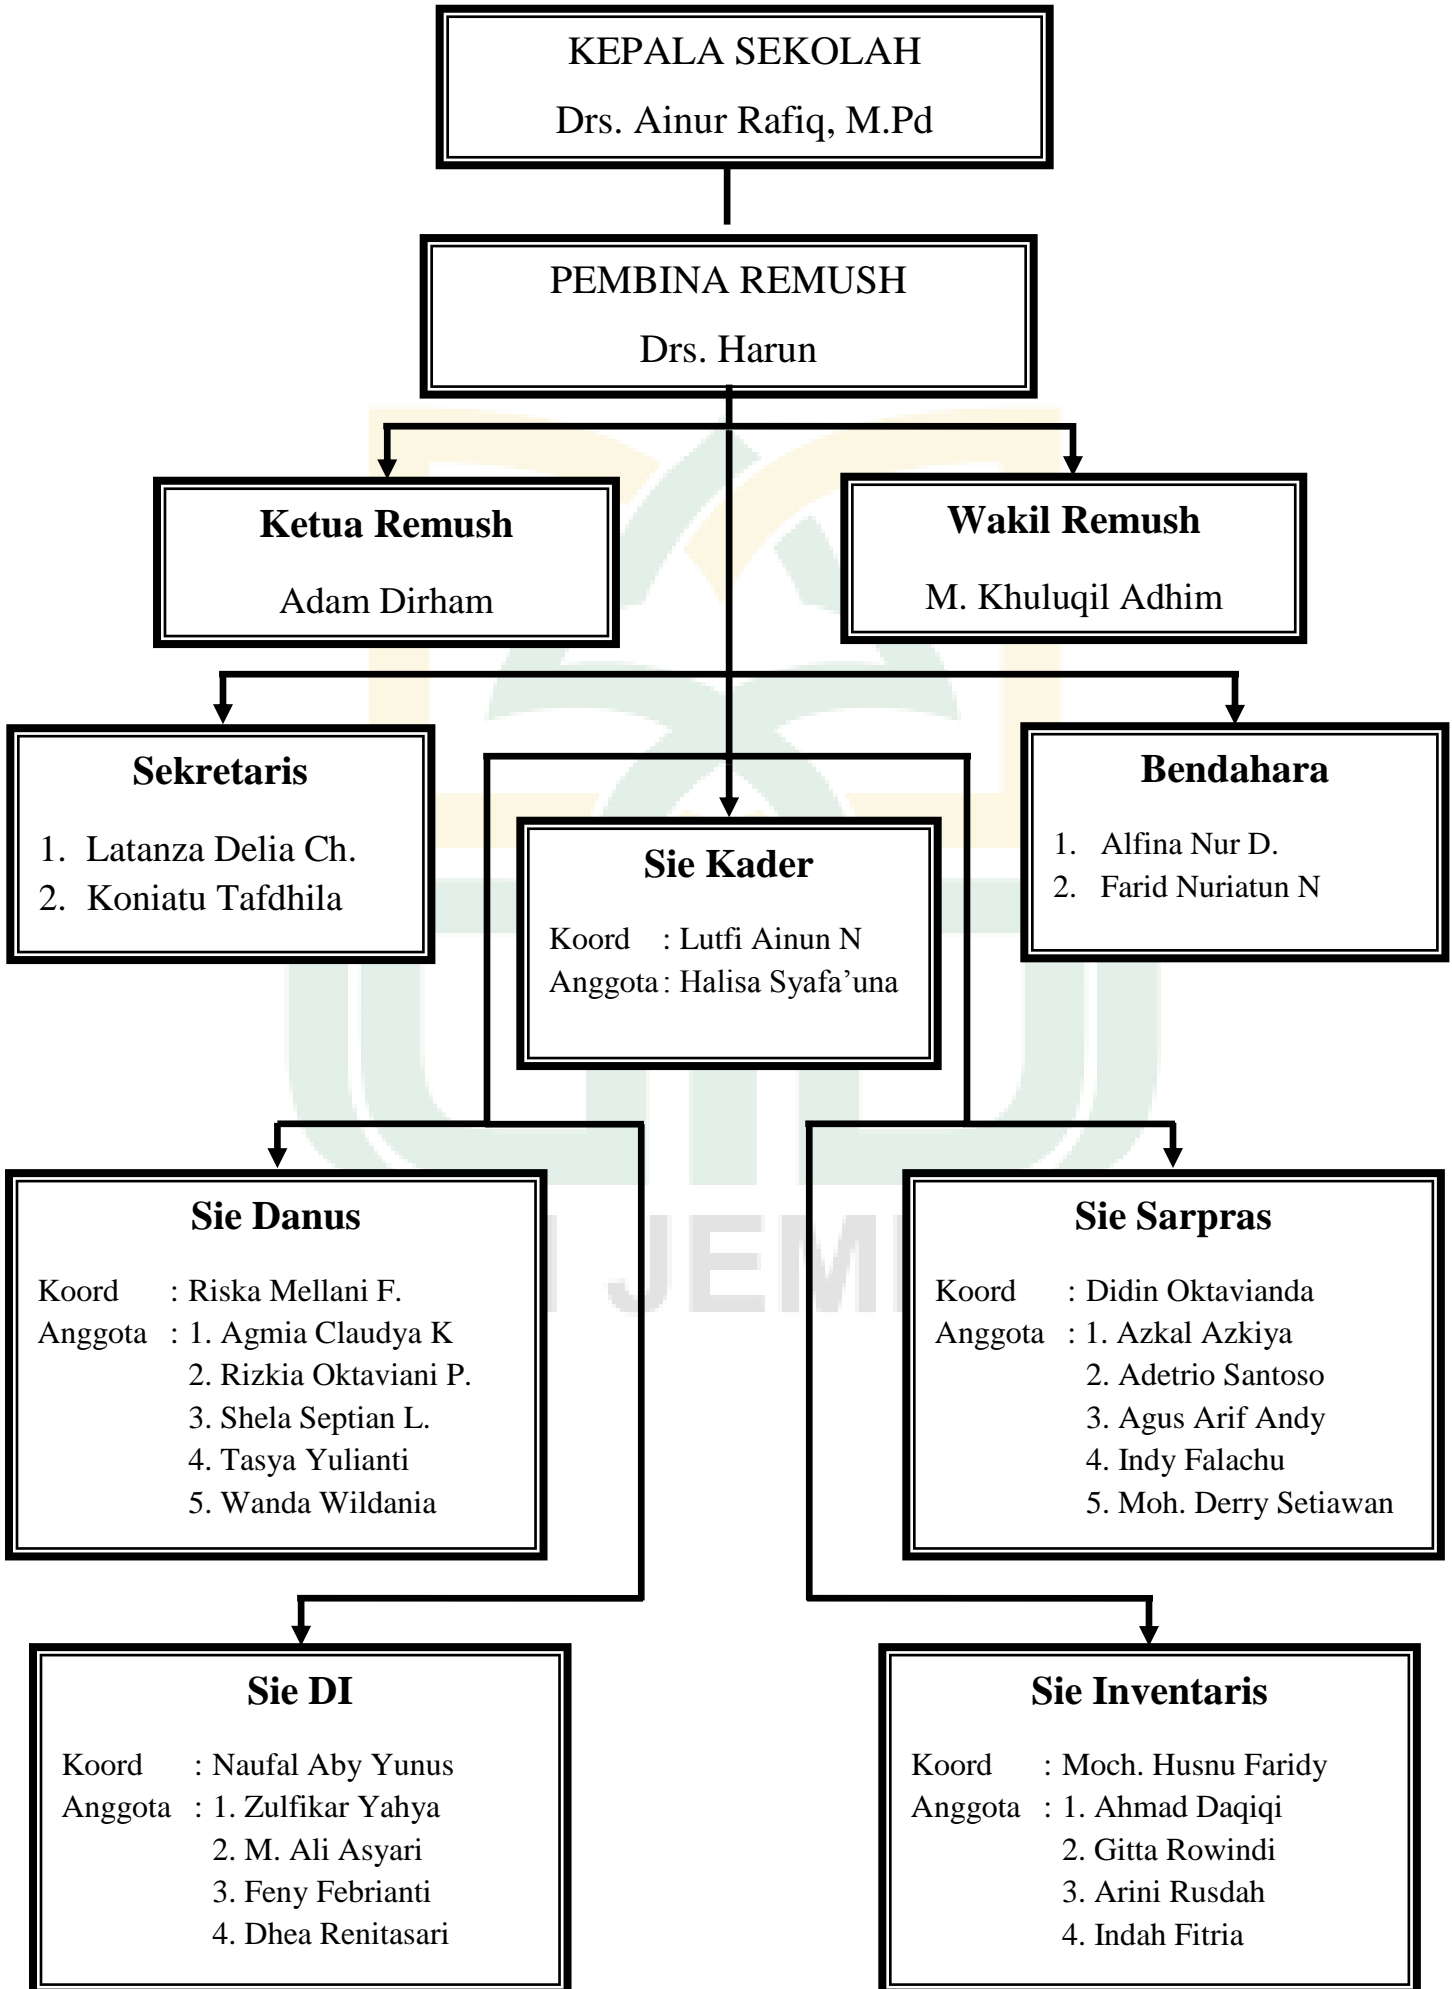 KEPALA SEKOLAH
Drs. Ainur Rafiq, M.Pd
PEMBINA REMUSH
Drs. Harun
Ketua Remush
Adam Dirham
Wakil Remush
M. Khuluqil Adhim
Sekretaris
1. Latanza Delia Ch.
2. Koniatu Tafdhila
Bendahara
1. Alfina Nur D.
2. Farid Nuriatun N
Sie Kader
Koord : Lutfi Ainun N
Anggota : Halisa Syafa’una
Sie Danus
Koord : Riska Mellani F.
Anggota : 1. Agmia Claudya K
2. Rizkia Oktaviani P.
3. Shela Septian L.
4. Tasya Yulianti
5. Wanda Wildania
Sie Sarpras
Koord : Didin Oktavianda
Anggota : 1. Azkal Azkiya
2. Adetrio Santoso
3. Agus Arif Andy
4. Indy Falachu
5. Moh. Derry Setiawan
Sie DI
Koord : Naufal Aby Yunus
Anggota : 1. Zulfikar Yahya
2. M. Ali Asyari
3. Feny Febrianti
4. Dhea Renitasari
Sie Inventaris
Koord : Moch. Husnu Faridy
Anggota : 1. Ahmad Daqiqi
2. Gitta Rowindi
3. Arini Rusdah
4. Indah Fitria